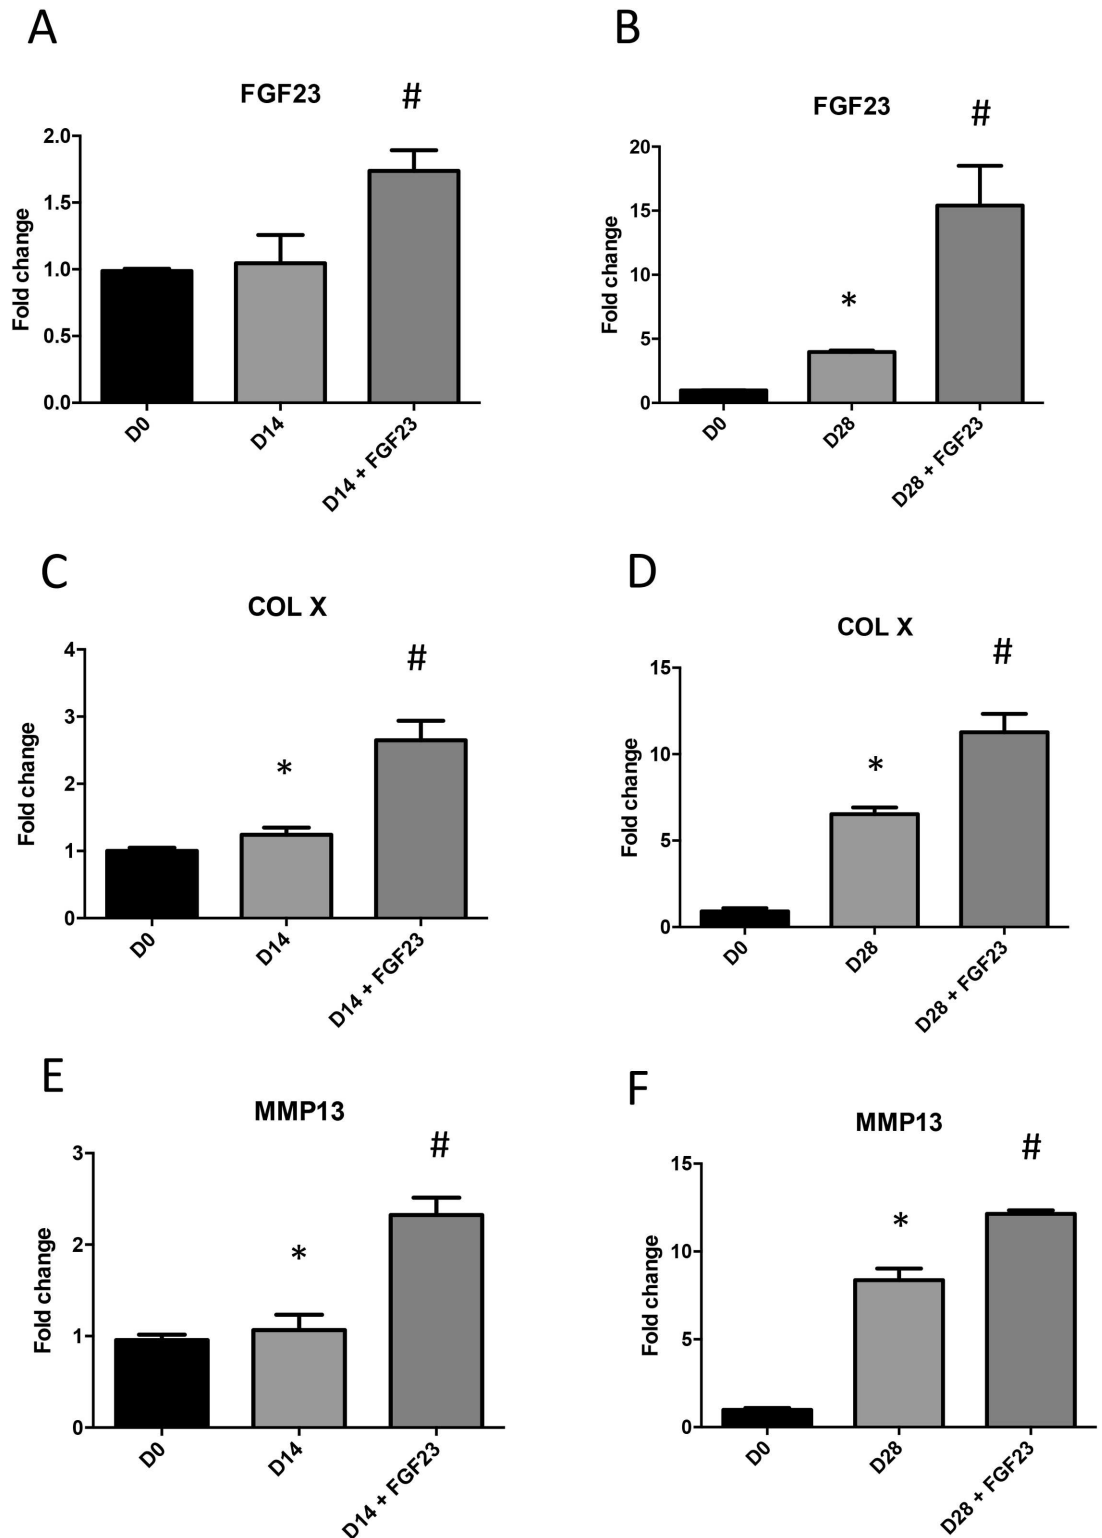 A
FGF23
#
2.0
1.5
1.0
0.5
0.0
Fold change
D0
D14
D14 + FGF23
B
FGF23
#
*
20
15
10
5
0
Fold change
D0
D28
D28 + FGF23
C
COL X
#
*
4
3
2
1
0
Fold change
D0
D14
D14 + FGF23
D
COL X
#
*
15
10
5
0
Fold change
D0
D28
D28 + FGF23
E
MMP13
#
*
3
2
1
0
Fold change
D0
D14
D14 + FGF23
F
MMP13
#
*
15
10
5
0
Fold change
D0
D28
D28 + FGF23